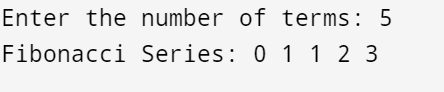 Enter the number of terms: 5
Fibonacci Series: 0 1 1 2 3